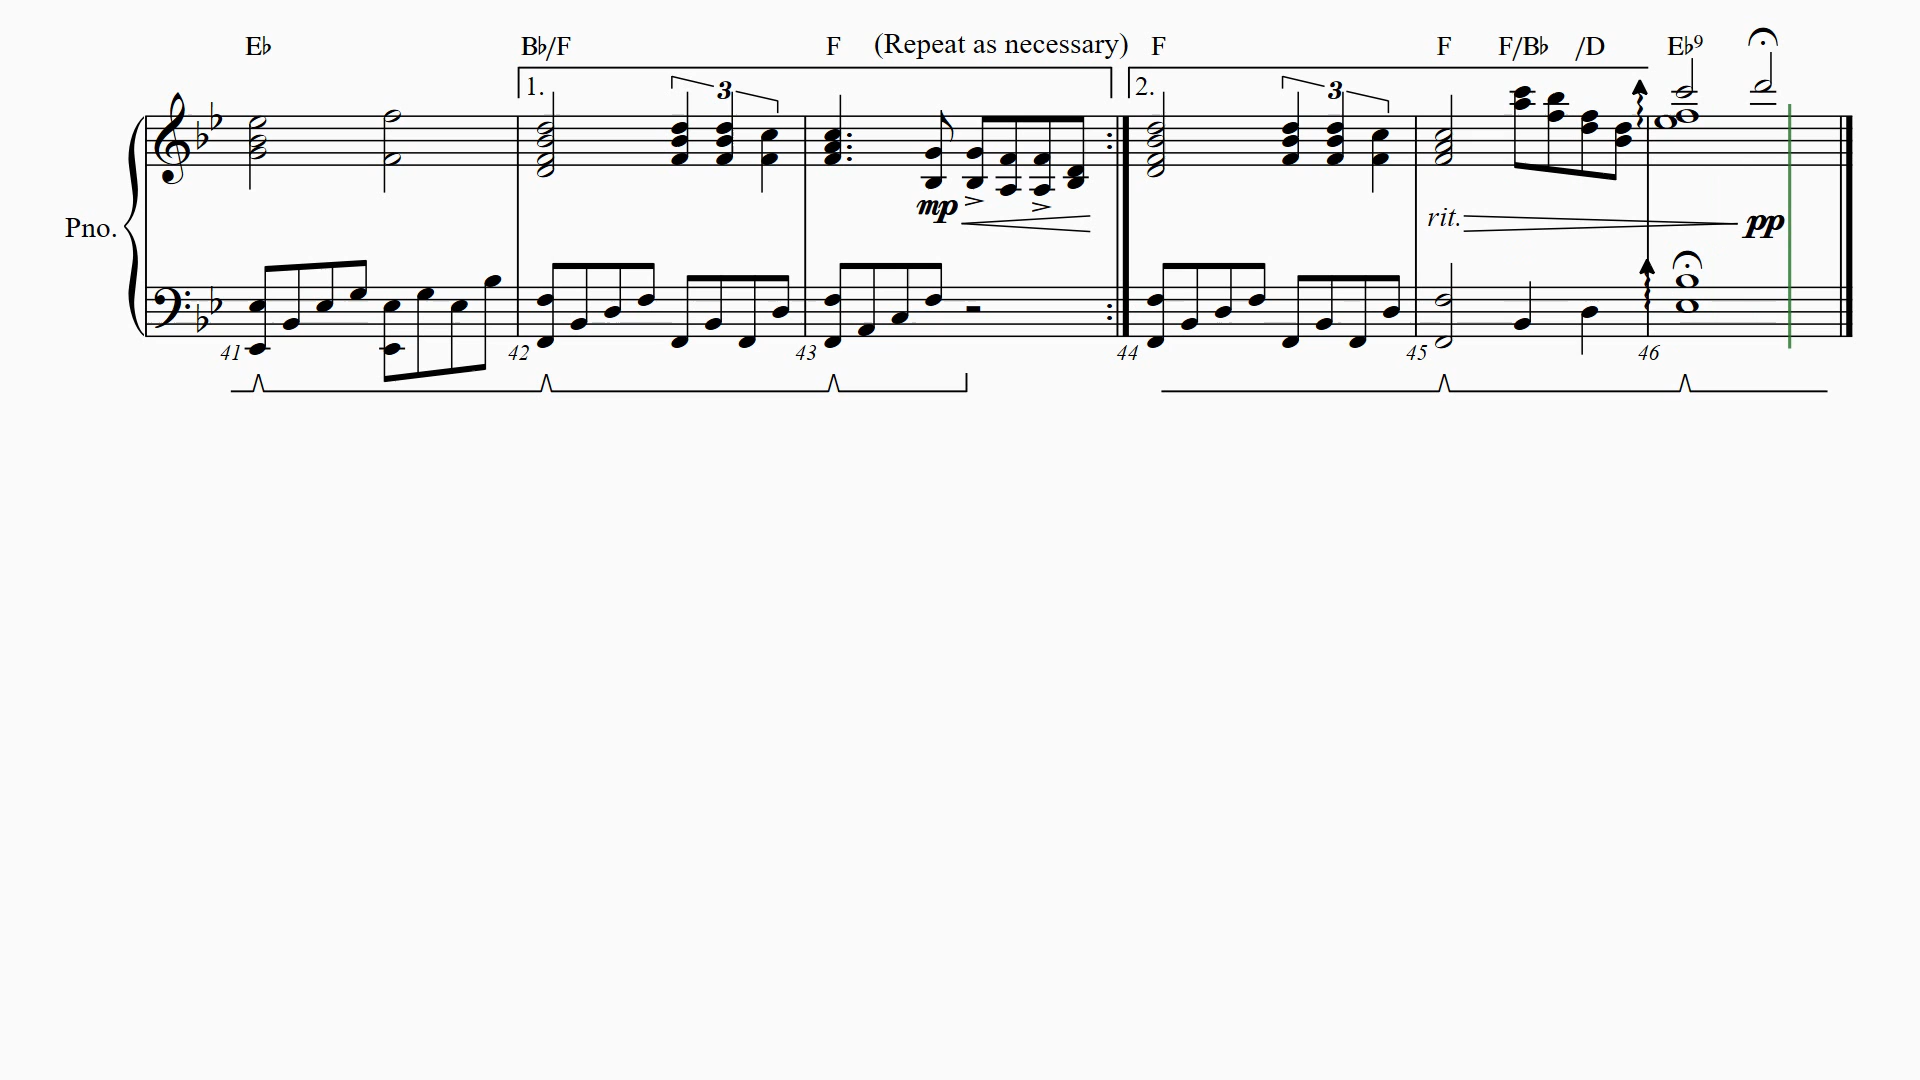 E♭ B♭/F F (Repeat as necessary) F F F/B♭ /D E♭9
1. 3 2. 3
mp rit. pp
Pno.
41 42 43 44 45 46